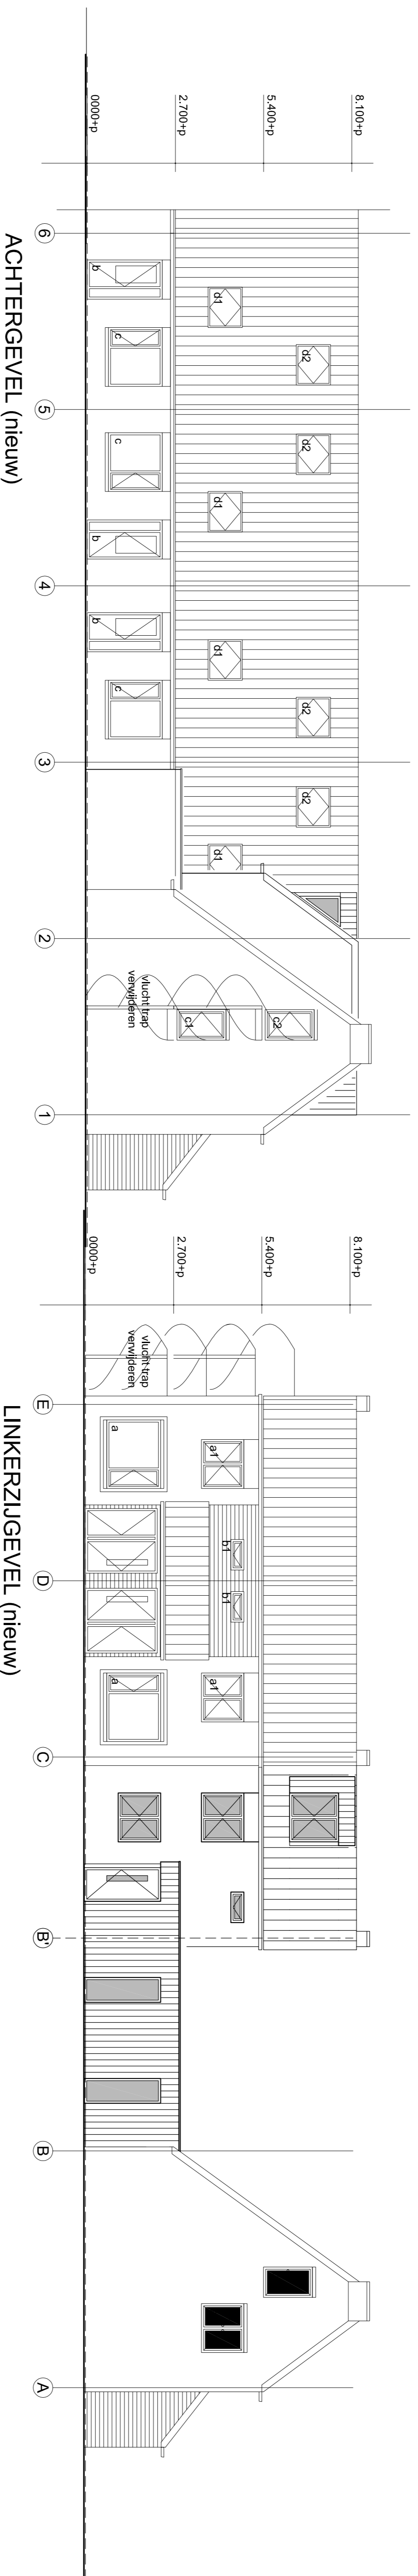 8.100+p
5.400+p
2.700+p
0000+p
d2
d2
d2
d2
d1
d1
d1
d1
c2
c1
vlucht trap
verwijderen
c
c
c
b
b
b
6
5
4
3
2
1
ACHTERGEVEL (nieuw)
8.100+p
5.400+p
2.700+p
0000+p
a1
b1
b1
a1
vlucht trap
verwijderen
a
a
E
D
C
B'
B
A
LINKERZIJGEVEL (nieuw)